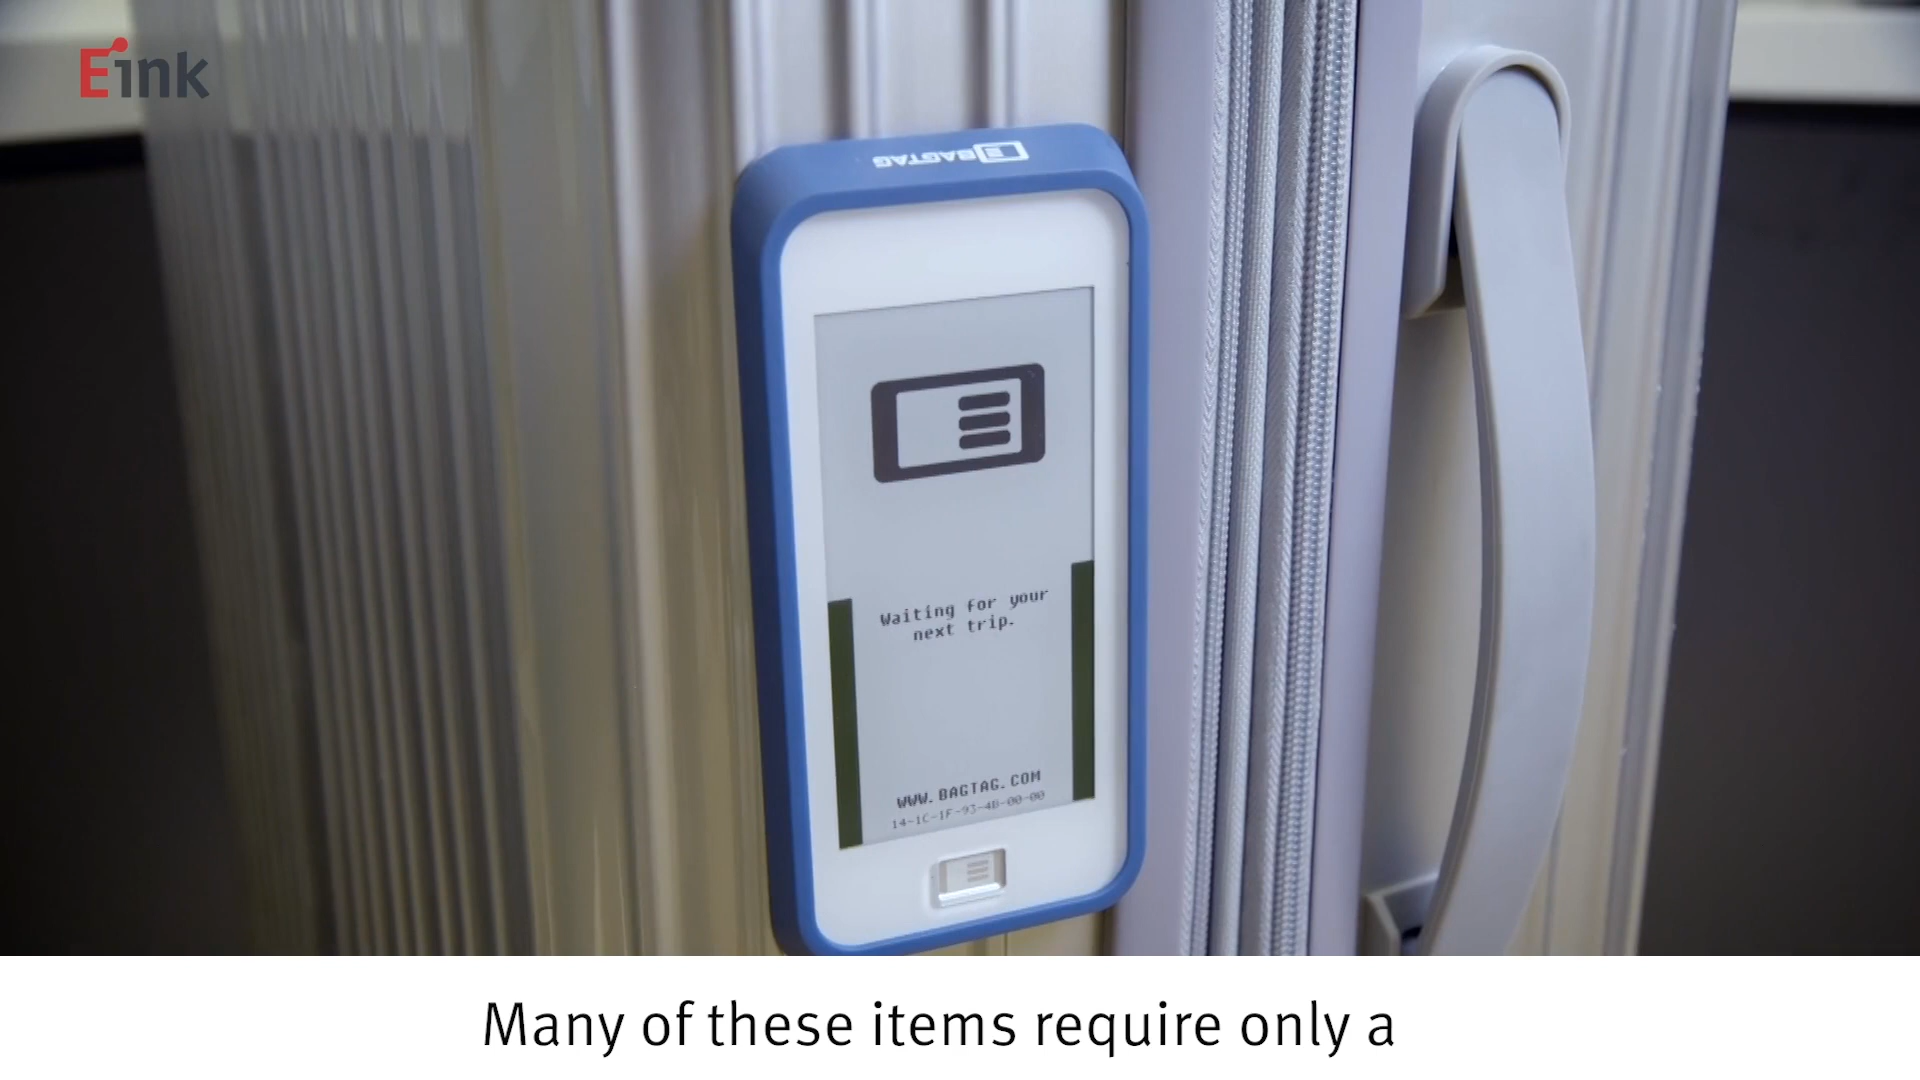 Eink
BAGTAG
Waiting for your
next trip.
WWW.BAGTAG.COM
14-1C-1F-93-4B-00-00
Many of these items require only a